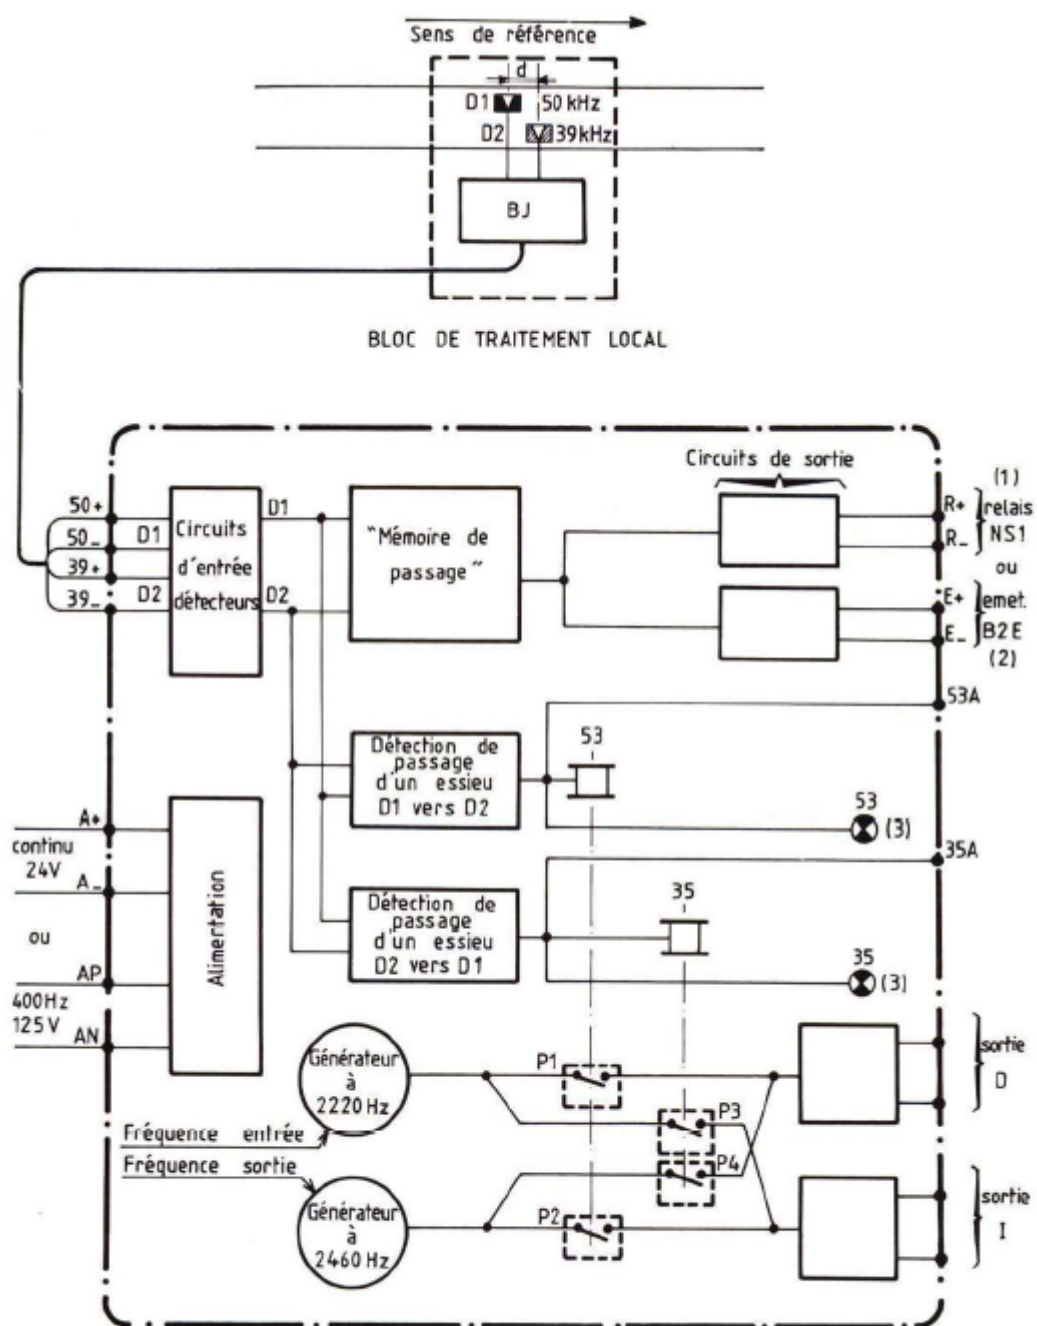 Sens de référence
d
D1 50 kHz
D2 39 kHz
BJ
BLOC DE TRAITEMENT LOCAL
Circuits de sortie
(1)
50+
50-
39+
39-
D1
D2
Circuits
d'entrée
détecteurs
D1
D2
"Mémoire de
passage"
R+
R-
relais
NS1
ou
E+
E-
emet.
B2E
(2)
53A
Détection de
passage
d'un essieu
D1 vers D2
53
53
(3)
35A
A+
continu
24V
A-
ou
AP
400Hz
125V
AN
Alimentation
Détection de
passage
d'un essieu
D2 vers D1
35
35
(3)
Générateur
à
2220 Hz
P1
P3
sortie
D
Fréquence entrée
Fréquence sortie
P4
Générateur
à
2460 Hz
P2
sortie
I